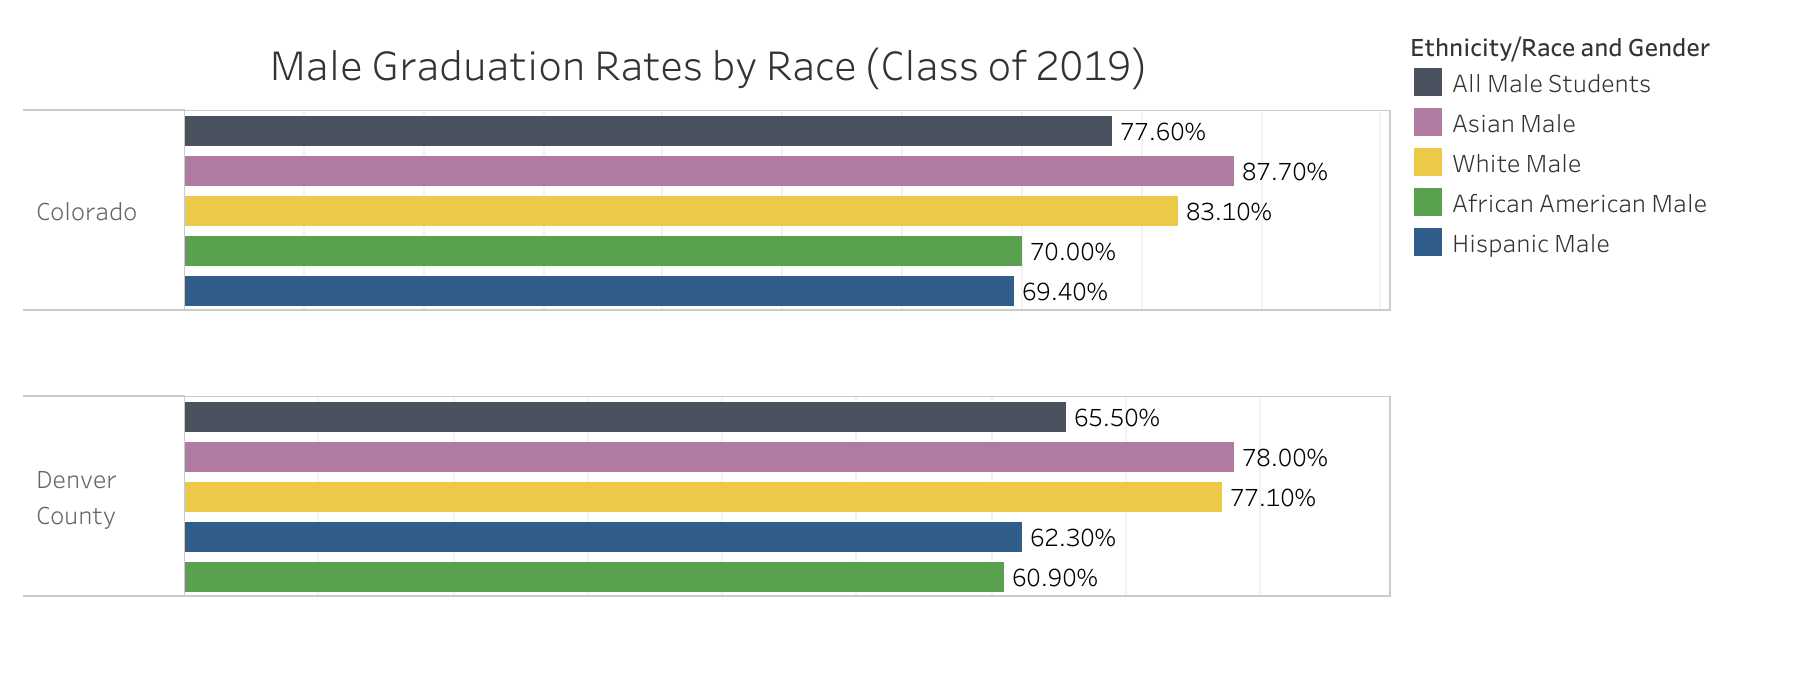 Male Graduation Rates by Race (Class of 2019)
Colorado
77.60%
87.70%
83.10%
70.00%
69.40%
Denver
County
65.50%
78.00%
77.10%
62.30%
60.90%
Ethnicity/Race and Gender
All Male Students
Asian Male
White Male
African American Male
Hispanic Male